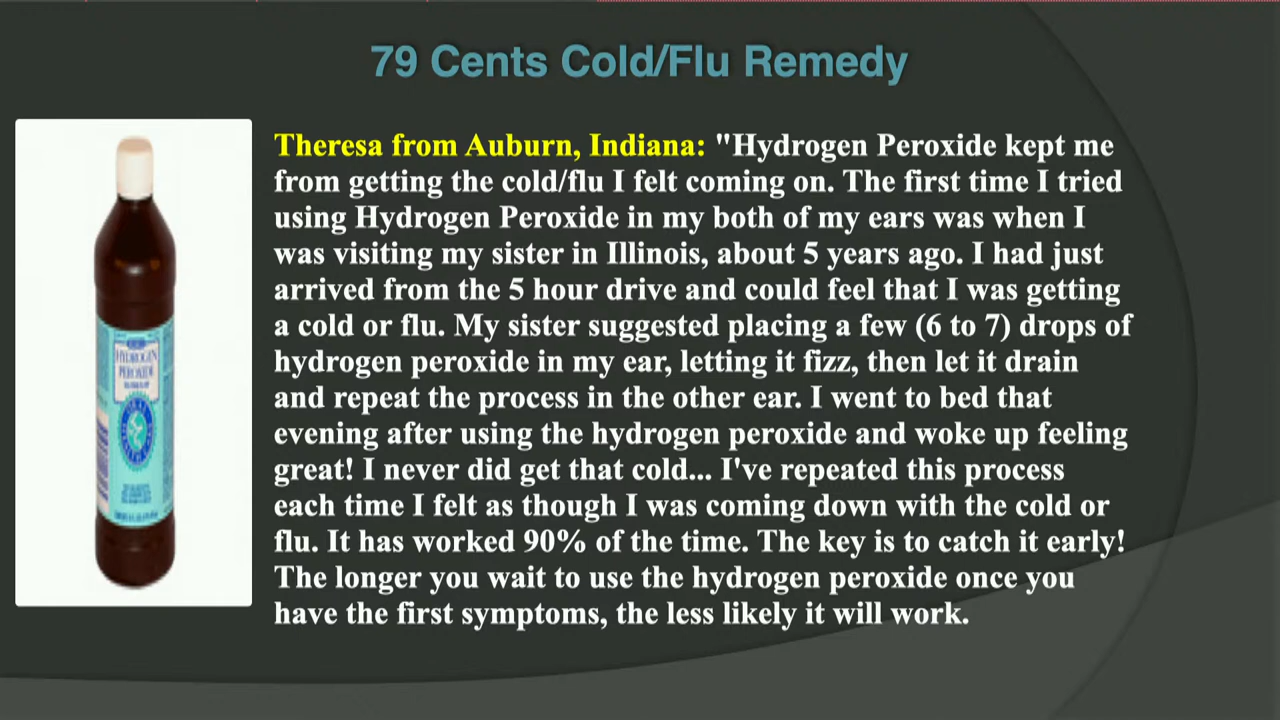 79 Cents Cold/Flu Remedy
Theresa from Auburn, Indiana: "Hydrogen Peroxide kept me
from getting the cold/flu I felt coming on. The first time I tried
using Hydrogen Peroxide in my both of my ears was when I
was visiting my sister in Illinois, about 5 years ago. I had just
arrived from the 5 hour drive and could feel that I was getting
a cold or flu. My sister suggested placing a few (6 to 7) drops of
hydrogen peroxide in my ear, letting it fizz, then let it drain
and repeat the process in the other ear. I went to bed that
evening after using the hydrogen peroxide and woke up feeling
great! I never did get that cold... I've repeated this process
each time I felt as though I was coming down with the cold or
flu. It has worked 90% of the time. The key is to catch it early!
The longer you wait to use the hydrogen peroxide once you
have the first symptoms, the less likely it will work.
HYDROGEN
PEROXIDE